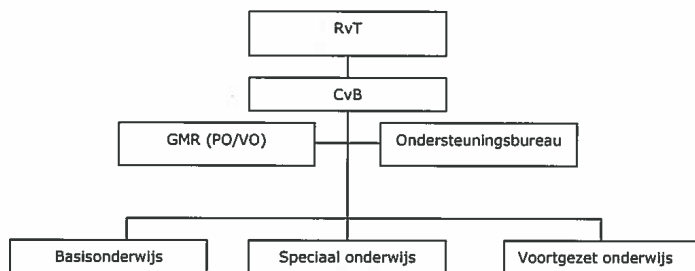 RvT
CvB
GMR (PO/VO)
Ondersteuningsbureau
Basisonderwijs
Speciaal onderwijs
Voortgezet onderwijs